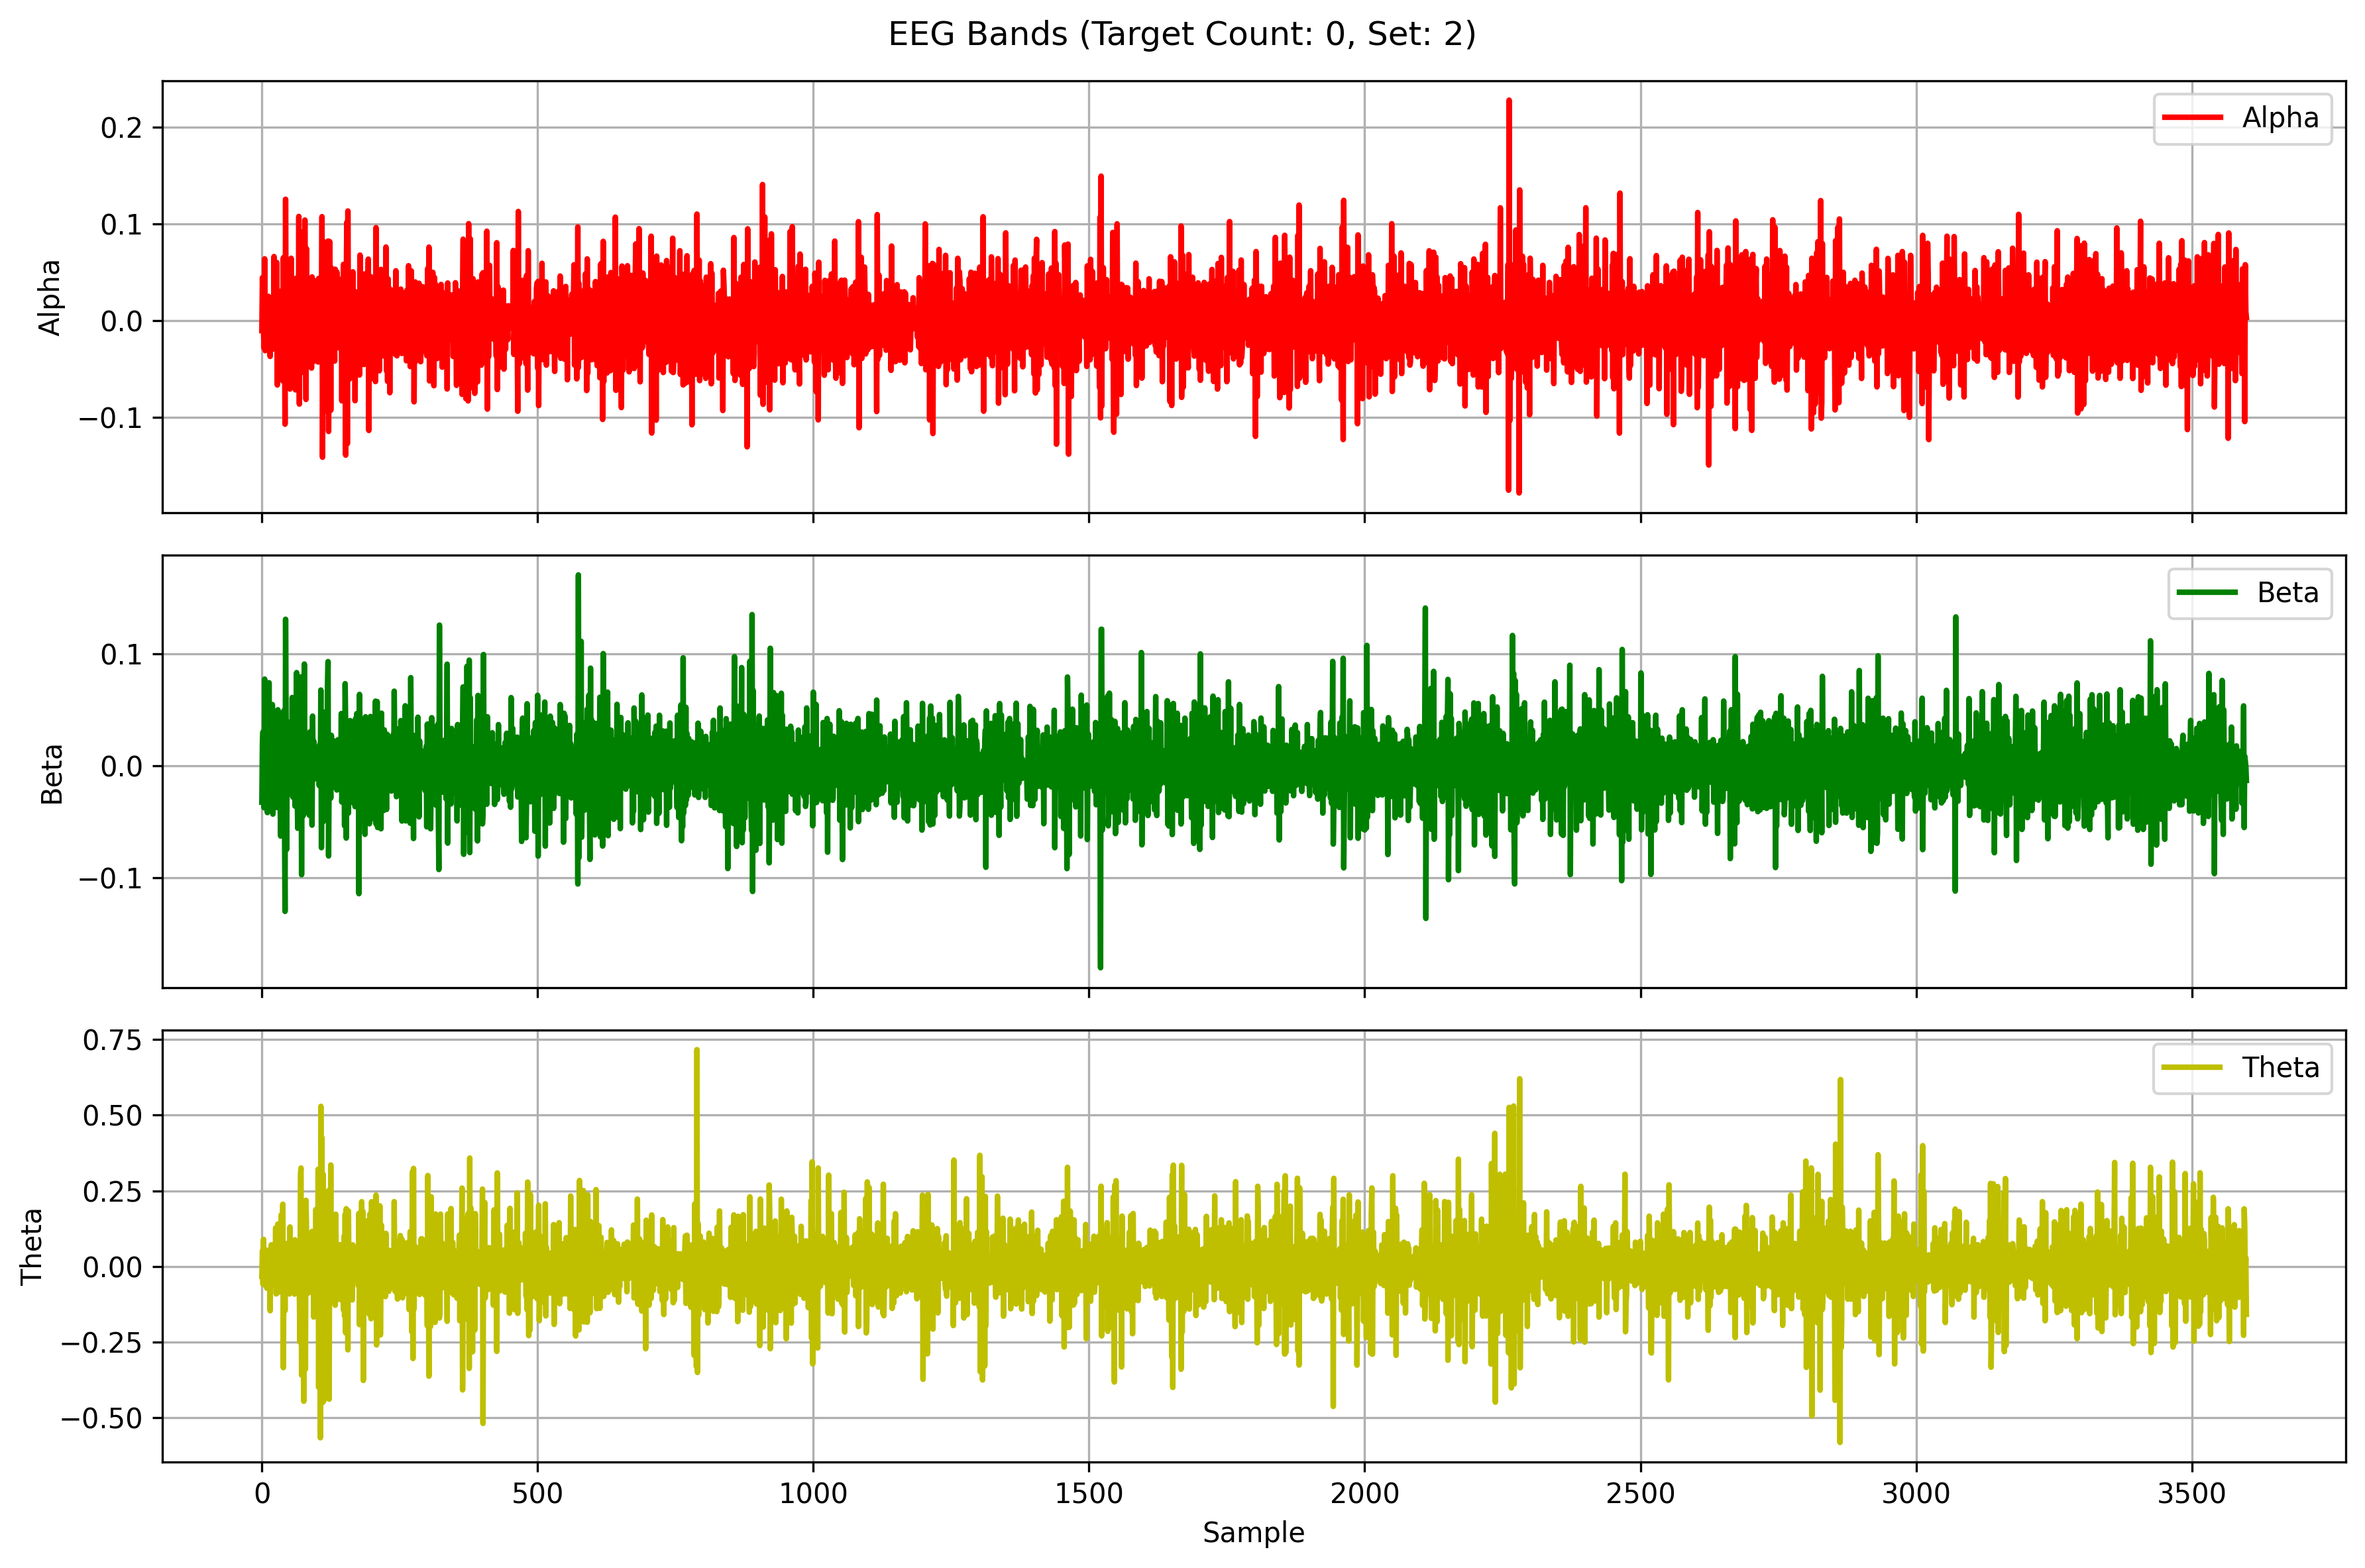 EEG Bands (Target Count: 0, Set: 2)
Alpha
0.2
0.1
0.0
−0.1
Alpha
Beta
0.1
0.0
−0.1
Beta
Theta
0.75
0.50
0.25
0.00
−0.25
−0.50
Theta
0 500 1000 1500 2000 2500 3000 3500
Sample